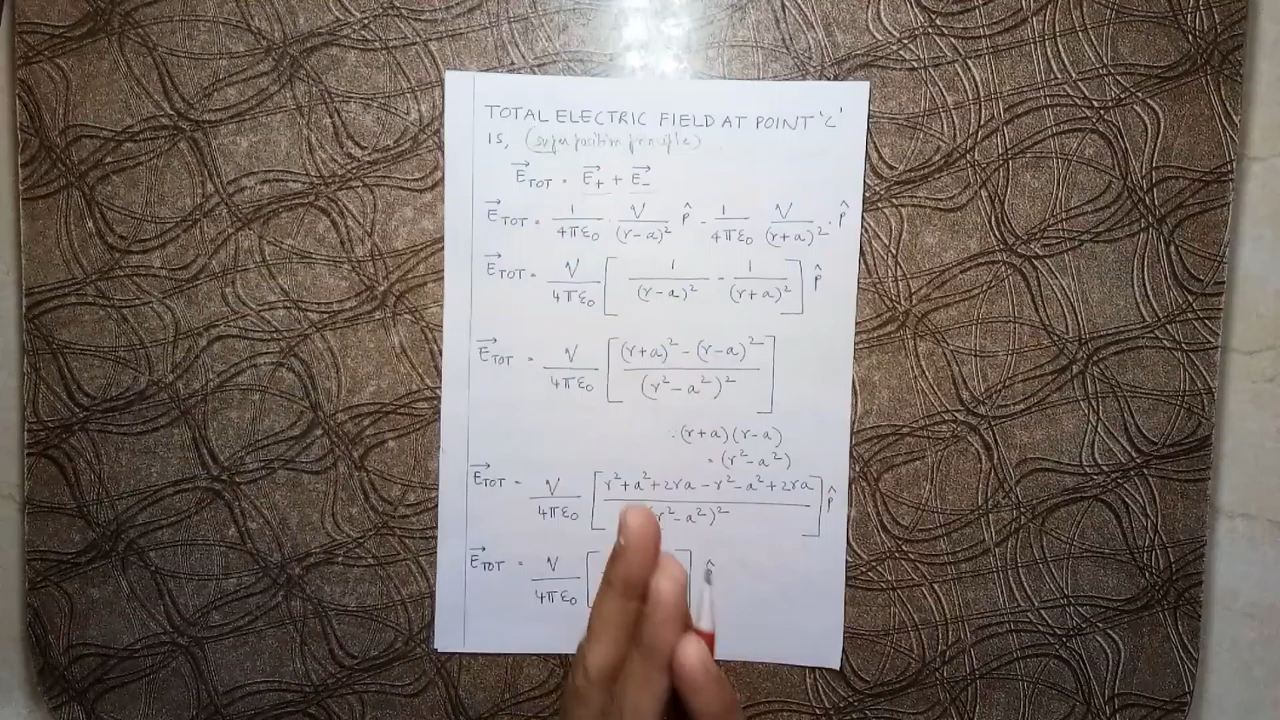 TOTAL ELECTRIC FIELD AT POINT 'C'
IS, (super position principle)
E⃗TOT = E⃗+ + E⃗−
E⃗TOT = 1/4πε0 · V/(r-a)² p̂ - 1/4πε0 V/(r+a)² · p̂
E⃗TOT = V/4πε0 [ 1/(r-a)² - 1/(r+a)² ] p̂
E⃗TOT = V/4πε0 [ (r+a)² - (r-a)² / (r² - a²)² ]
∴ (r+a)(r-a)
= (r² - a²)
E⃗TOT = V/4πε0 [ r² + a² + 2ra - r² - a² + 2ra / (r² - a²)² ] p̂
E⃗TOT = V/4πε0 [ ]